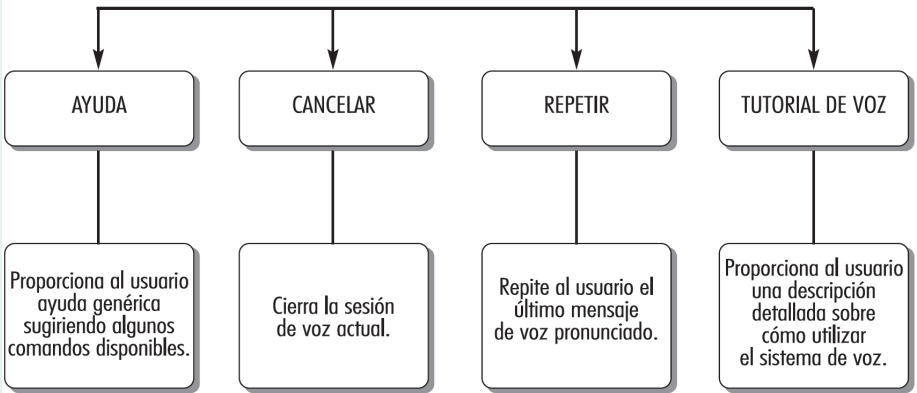 AYUDA
CANCELAR
REPETIR
TUTORIAL DE VOZ
Proporciona al usuario
ayuda genérica
sugiriendo algunos
comandos disponibles.
Cierra la sesión
de voz actual.
Repite al usuario el
último mensaje
de voz pronunciado.
Proporciona al usuario
una descripción
detallada sobre
cómo utilizar
el sistema de voz.